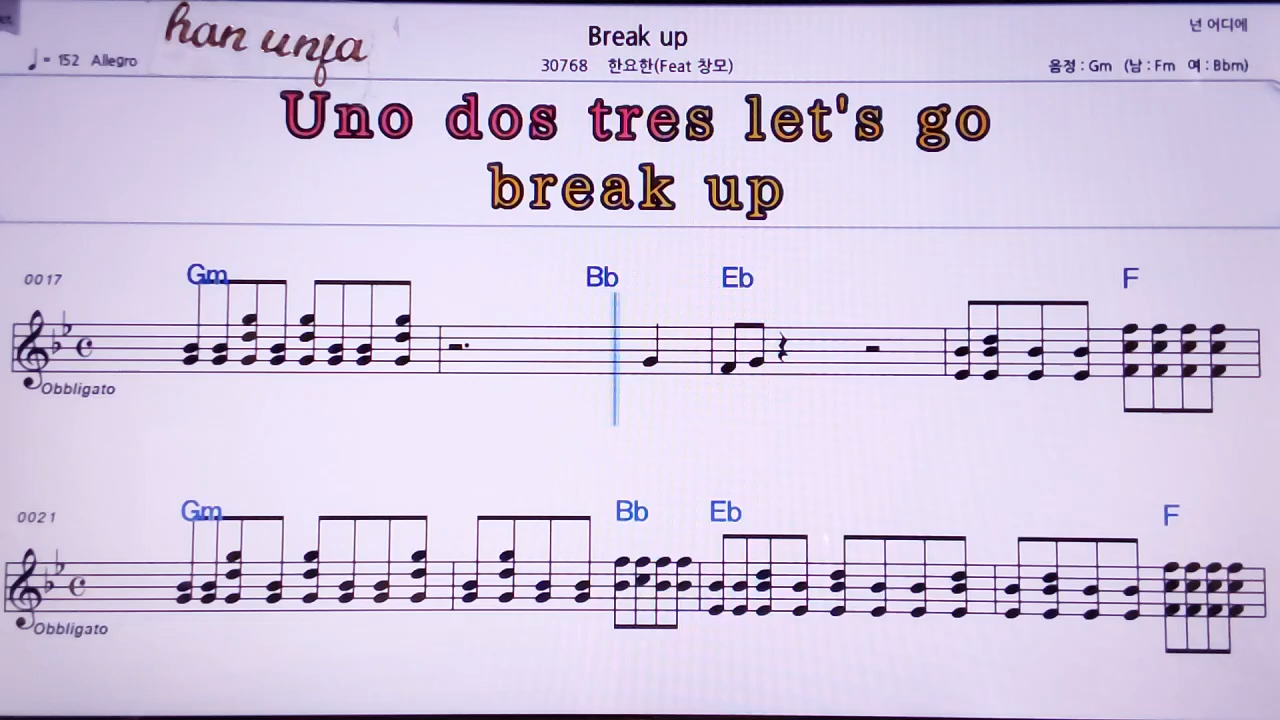 han unja
Break up
넌 어디에
♩= 152 Allegro
30768 한요한(Feat 창모)
음정 : Gm (남 : Fm 여 : Bbm)
Uno dos tres let's go
break up
0017
Gm Bb Eb F
Obbligato
0021
Gm Bb Eb F
Obbligato